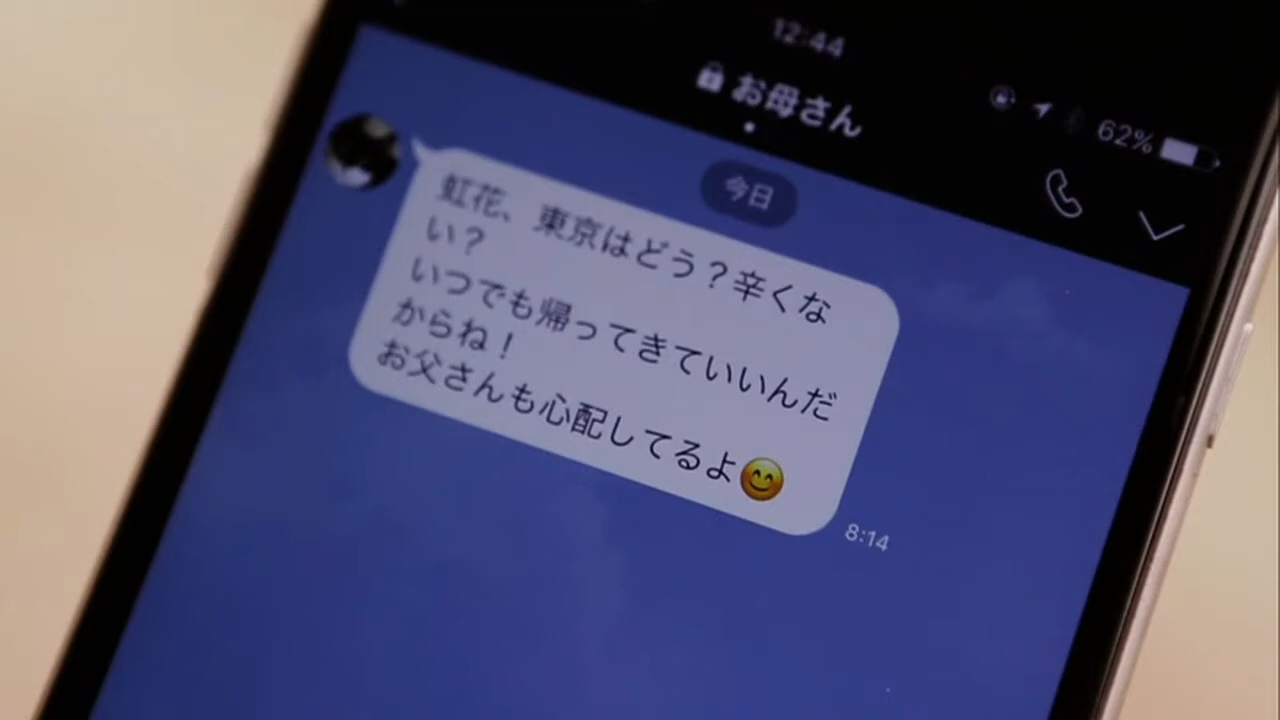 12:44
62%
お母さん
今日
虹花、東京はどう？辛くな
い？
いつでも帰ってきていいんだ
からね！
お父さんも心配してるよ😊
8:14